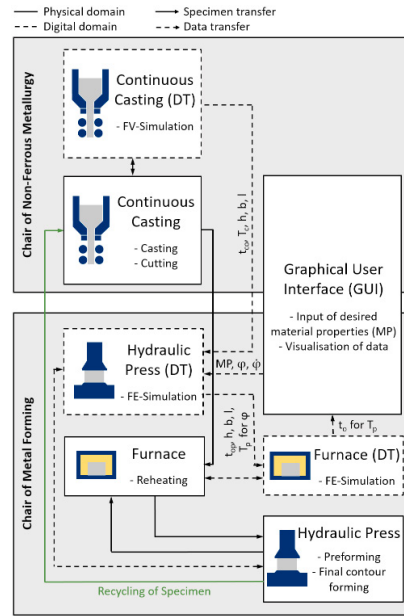 Physical domain
Specimen transfer
Digital domain
Data transfer
Chair of Non-Ferrous Metallurgy
Continuous
Casting (DT)
- FV-Simulation
Continuous
Casting
- Casting
- Cutting
t_co, T_c, h, b, l
Graphical User
Interface (GUI)
- Input of desired
material properties (MP)
- Visualisation of data
Chair of Metal Forming
Hydraulic
Press (DT)
- FE-Simulation
MP, φ, φ̇
t_op, h, b, l,
T_p for φ
t_o for T_p
Furnace
- Reheating
Furnace (DT)
- FE-Simulation
Hydraulic Press
- Preforming
- Final contour
forming
Recycling of Specimen